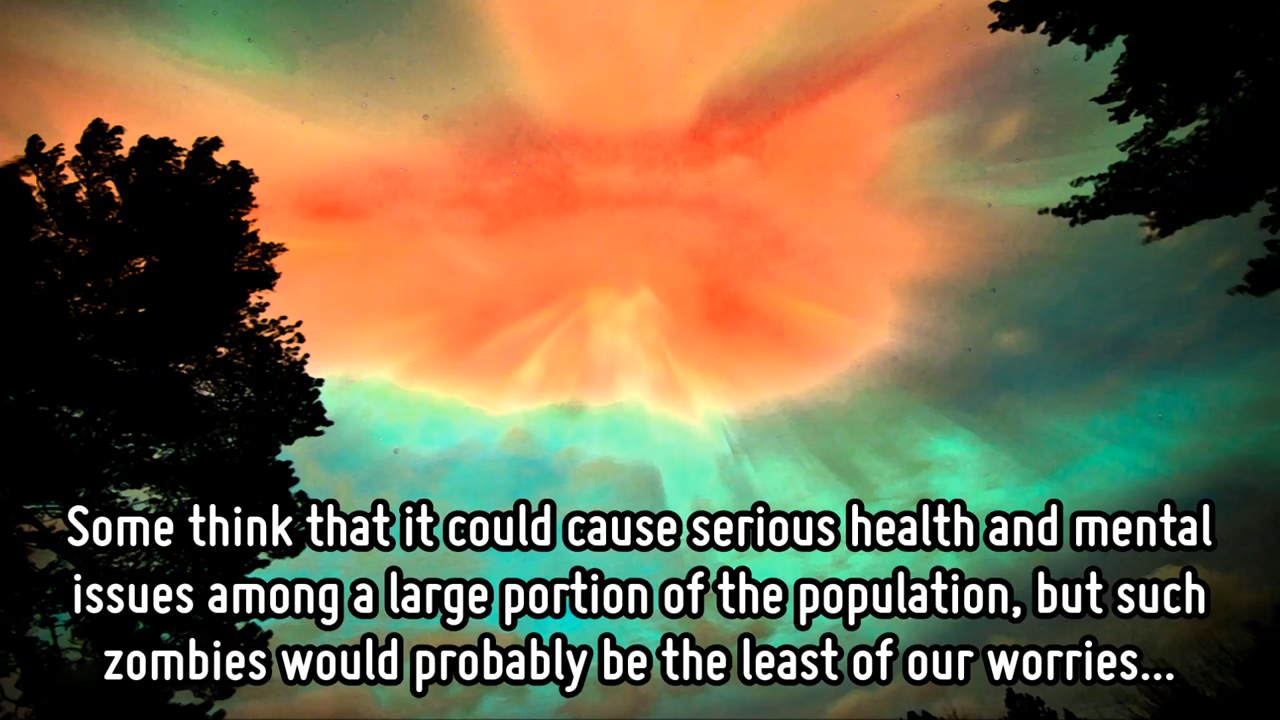 Some think that it could cause serious health and mental
issues among a large portion of the population, but such
zombies would probably be the least of our worries...